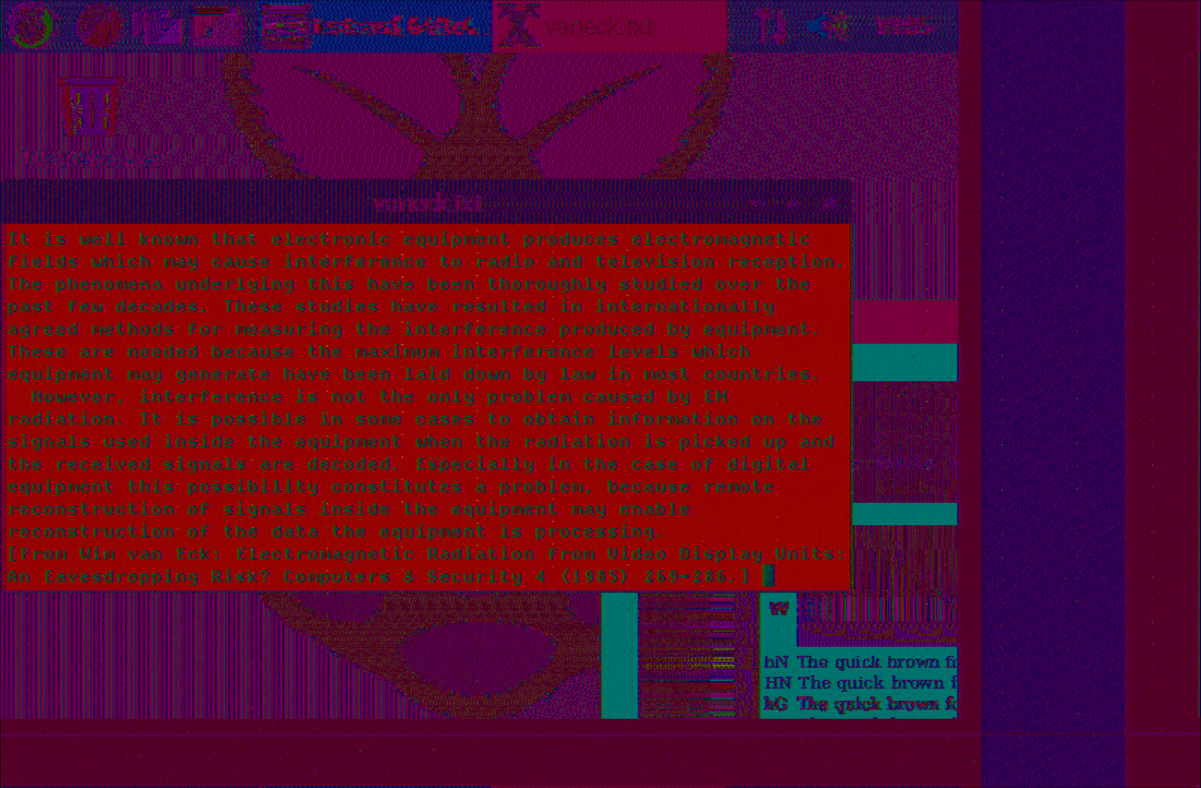 vaneck.txt
vaneck.txt
It is well known that electronic equipment produces electromagnetic
fields which may cause interference to radio and television reception.
The phenomena underlying this have been thoroughly studied over the
past few decades. These studies have resulted in internationally
agreed methods for measuring the interference produced by equipment.
These are needed because the maximum interference levels which
equipment may generate have been laid down by law in most countries.
However, interference is not the only problem caused by EM
radiation. It is possible in some cases to obtain information on the
signals used inside the equipment when the radiation is picked up and
the received signals are decoded. Especially in the case of digital
equipment this possibility constitutes a problem, because remote
reconstruction of signals inside the equipment may enable
reconstruction of the data the equipment is processing.
[From Wim van Eck: Electromagnetic Radiation from Video Display Units:
An Eavesdropping Risk? Computers & Security 4 (1985) 269-286.]
hN The quick brown f
HN The quick brown f
hG The quick brown fo